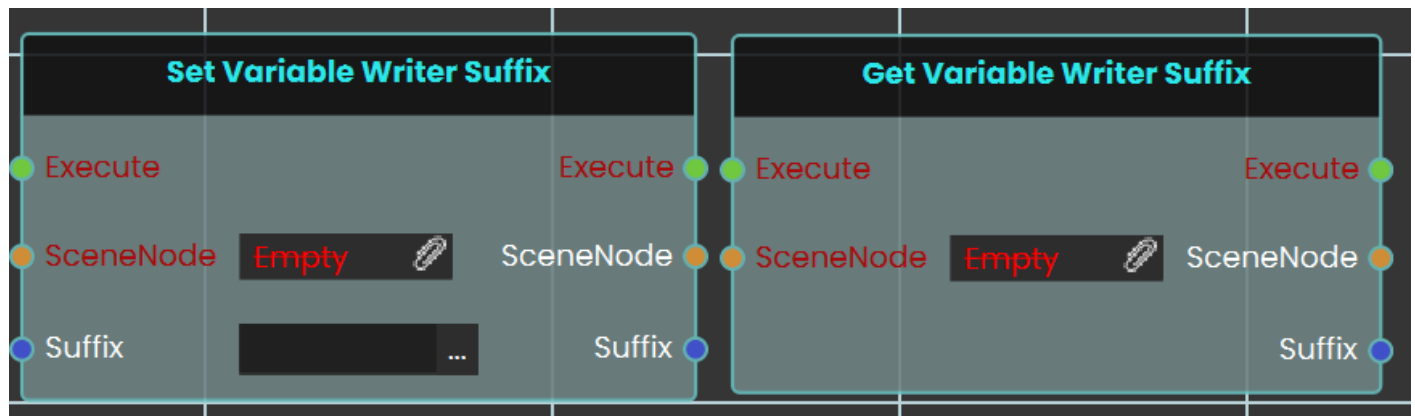 Set Variable Writer Suffix
Execute Execute
SceneNode Empty SceneNode
Suffix ... Suffix
Get Variable Writer Suffix
Execute Execute
SceneNode Empty SceneNode
Suffix